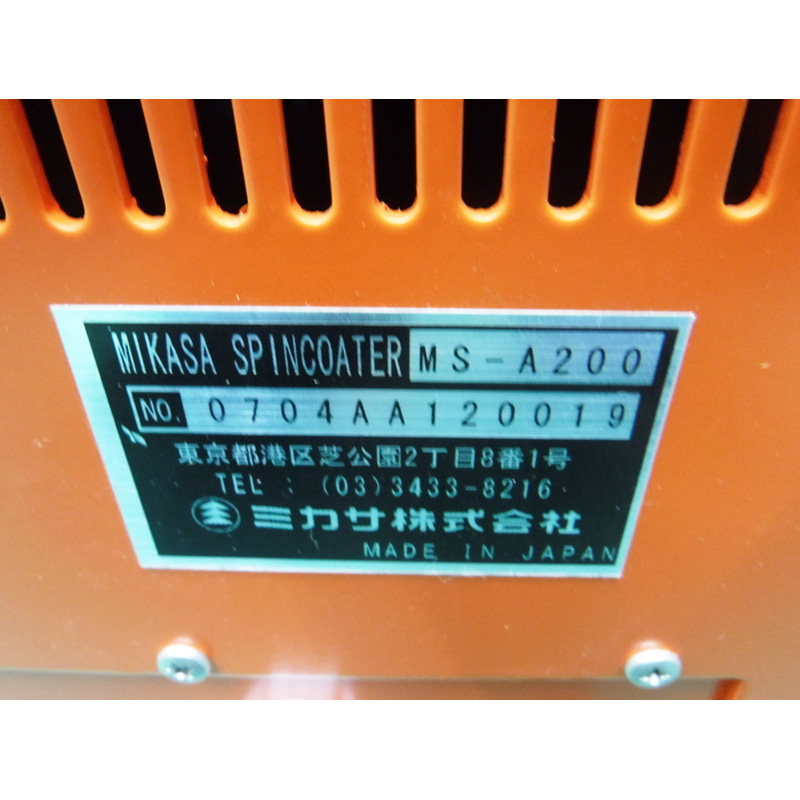 MIKASA SPINCOATER MS-A200
NO. 0704AA120019
東京都港区芝公園2丁目8番1号
TEL : (03)3433-8216
ミカサ株式会社
MADE IN JAPAN